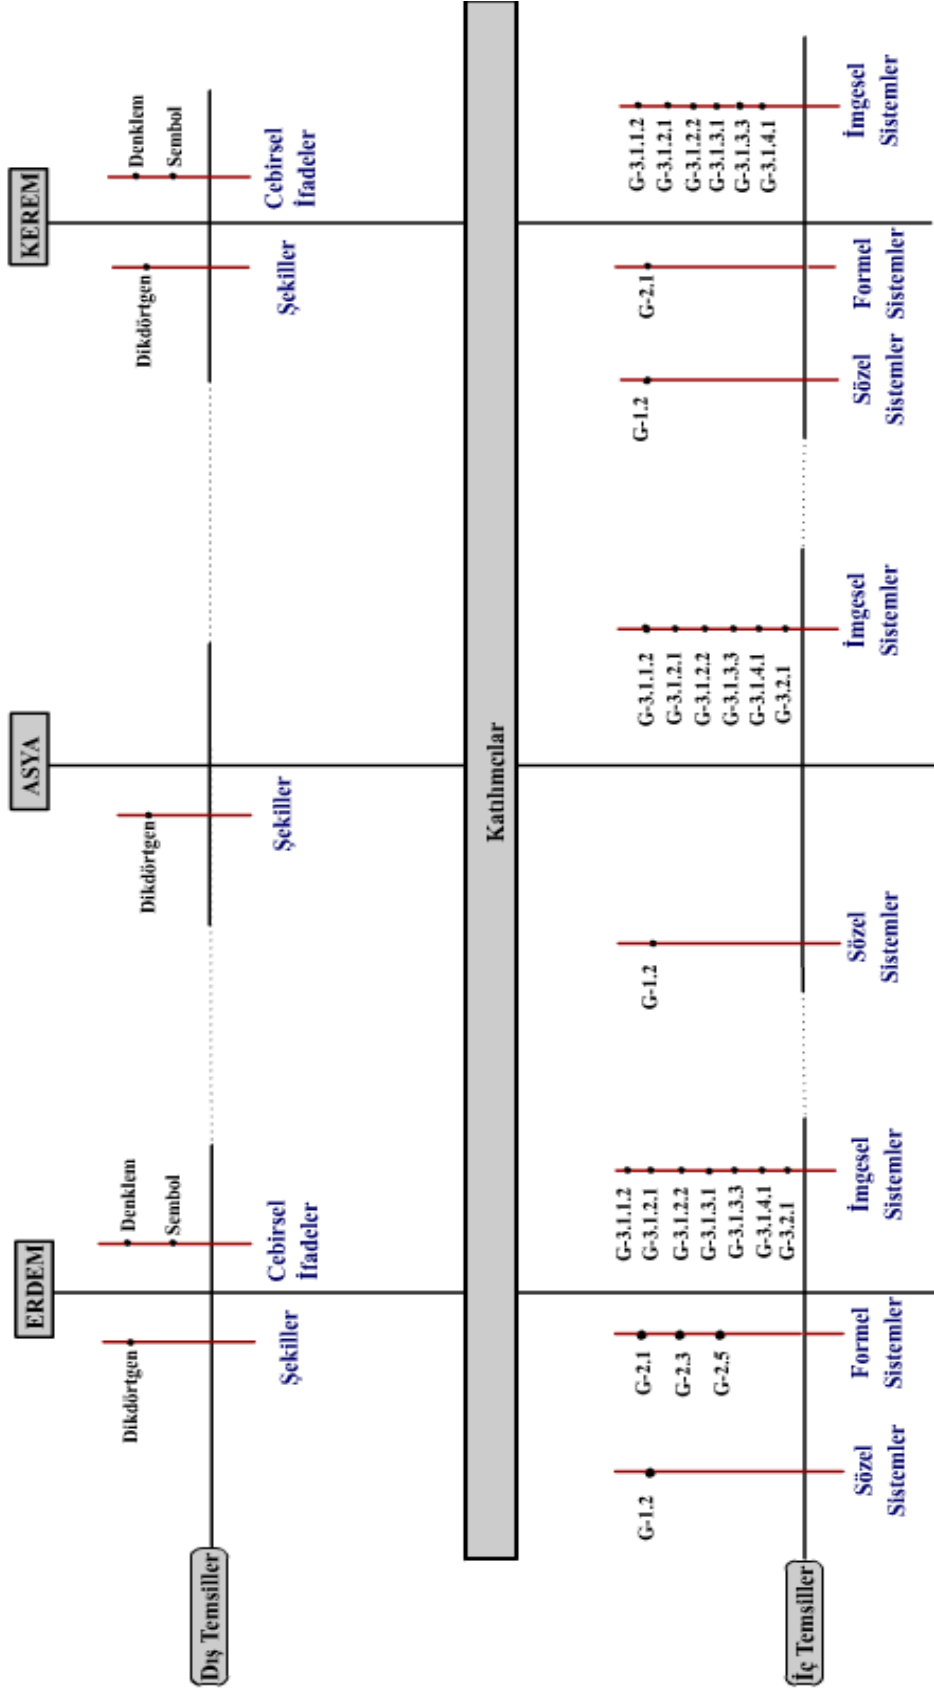 ERDEM
ASYA
KEREM
Dış Temsiller
Dikdörtgen
Şekiller
Denklem
Sembol
Cebirsel
İfadeler
Dikdörtgen
Şekiller
Dikdörtgen
Şekiller
Denklem
Sembol
Cebirsel
İfadeler
Katılımcılar
İç Temsiller
G-1.2
Sözel
Sistemler
G-2.1
G-2.3
G-2.5
Formel
Sistemler
G-3.1.1.2
G-3.1.2.1
G-3.1.2.2
G-3.1.3.1
G-3.1.3.3
G-3.1.4.1
G-3.2.1
İmgesel
Sistemler
G-1.2
Sözel
Sistemler
G-3.1.1.2
G-3.1.2.1
G-3.1.2.2
G-3.1.3.3
G-3.1.4.1
G-3.2.1
İmgesel
Sistemler
G-1.2
Sözel
Sistemler
G-2.1
Formel
Sistemler
G-3.1.1.2
G-3.1.2.1
G-3.1.2.2
G-3.1.3.1
G-3.1.3.3
G-3.1.4.1
İmgesel
Sistemler